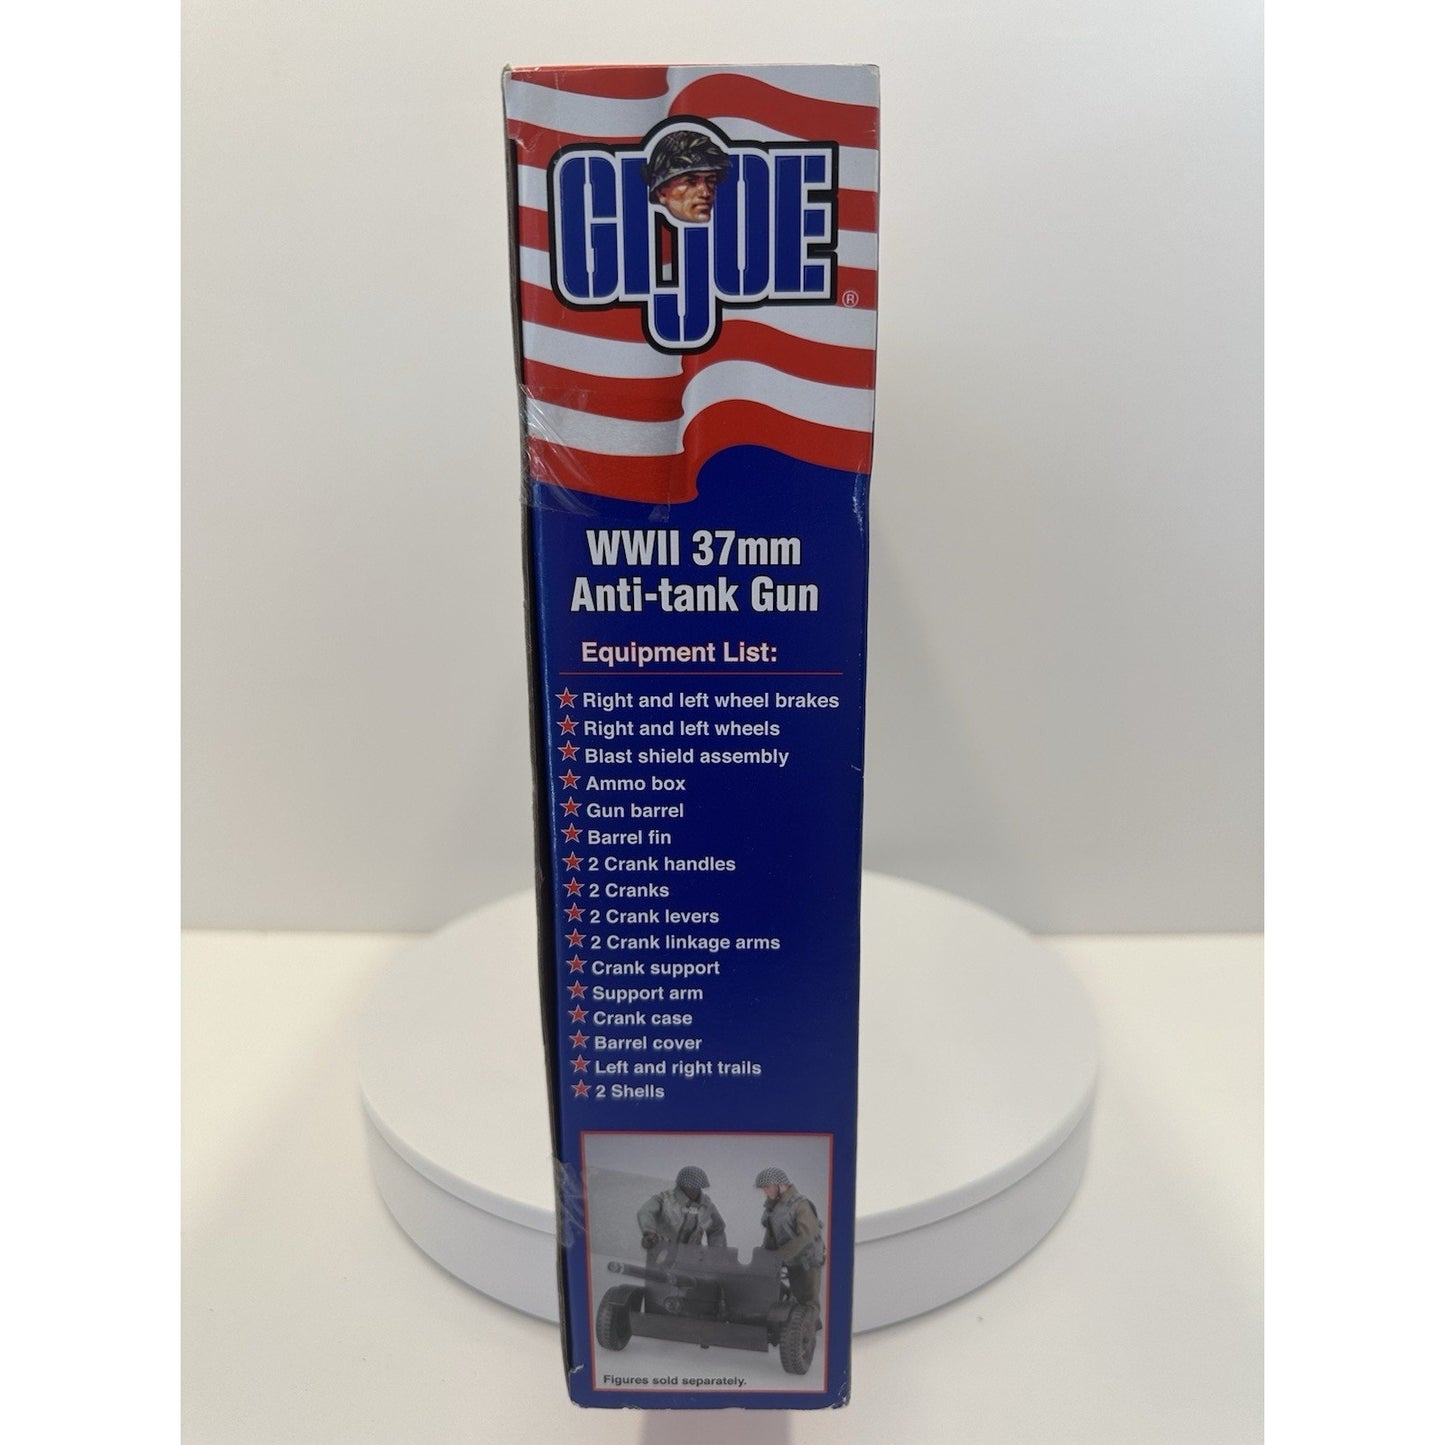 GI JOE
®
WWII 37mm
Anti-tank Gun
Equipment List:
Right and left wheel brakes
Right and left wheels
Blast shield assembly
Ammo box
Gun barrel
Barrel fin
2 Crank handles
2 Cranks
2 Crank levers
2 Crank linkage arms
Crank support
Support arm
Crank case
Barrel cover
Left and right trails
2 Shells
Figures sold separately.